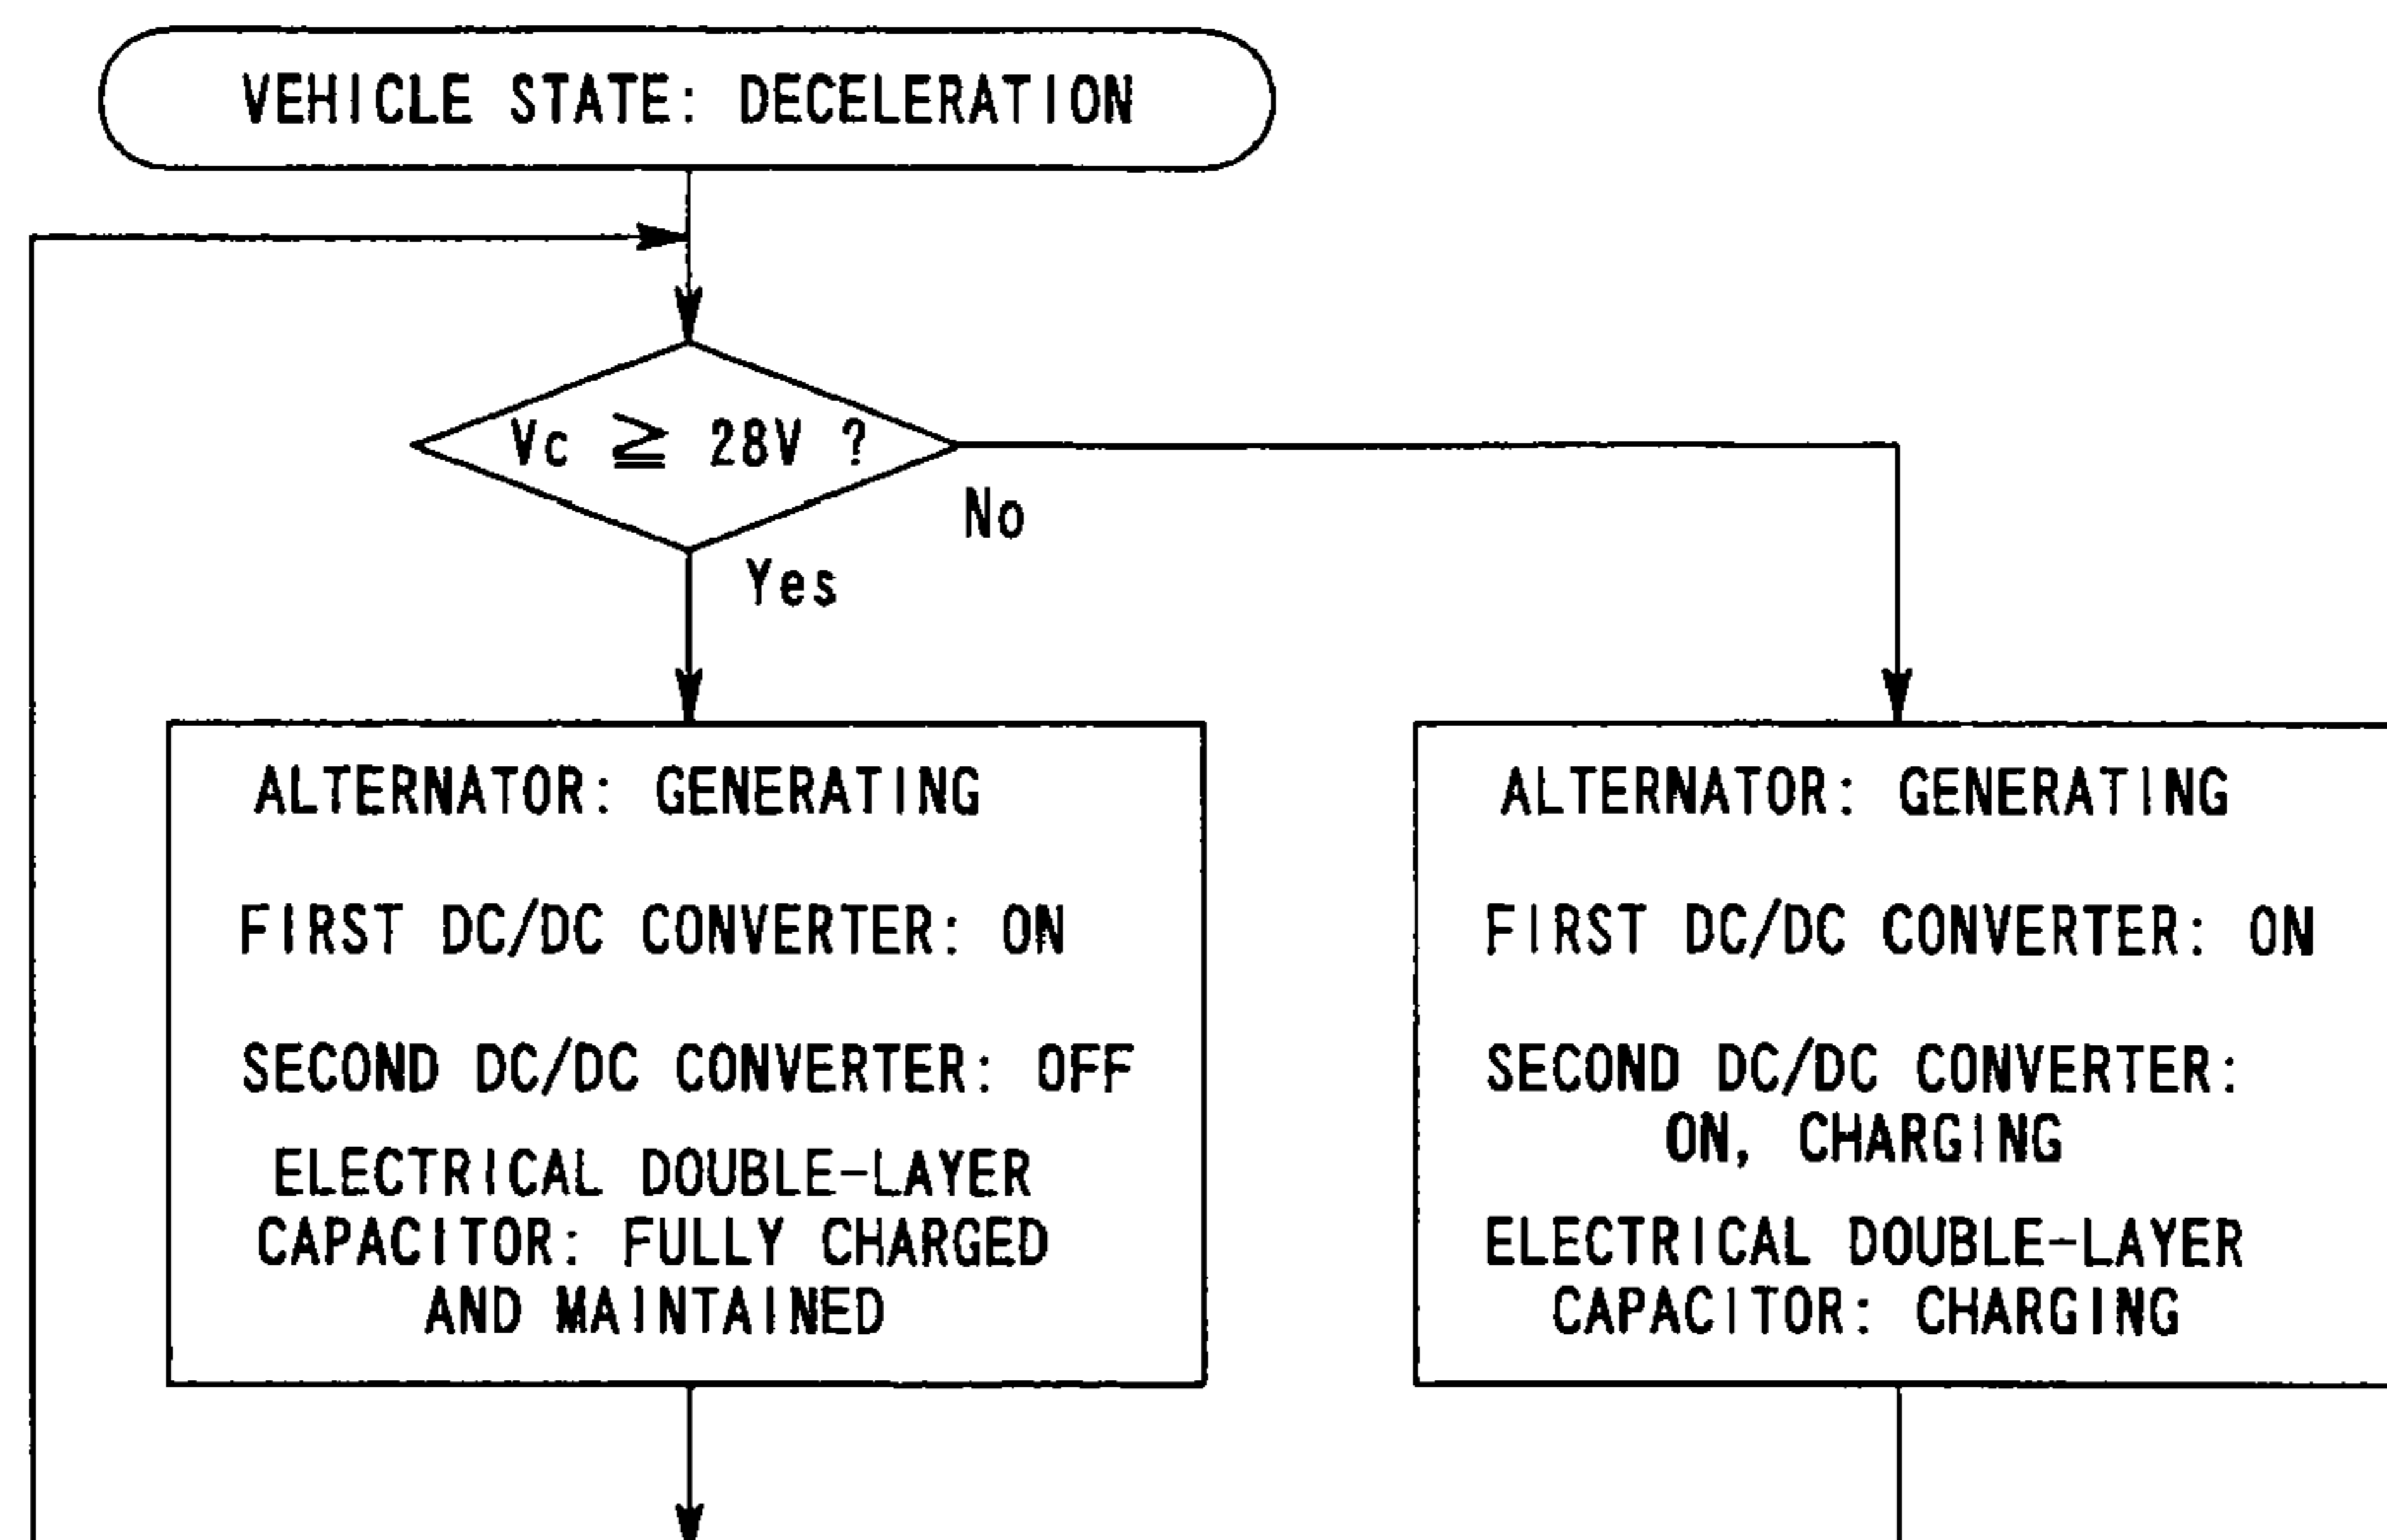 VEHICLE STATE: DECELERATION
Vc ≧ 28V ?
No
Yes
ALTERNATOR: GENERATING
FIRST DC/DC CONVERTER: ON
SECOND DC/DC CONVERTER: OFF
ELECTRICAL DOUBLE-LAYER
CAPACITOR: FULLY CHARGED
AND MAINTAINED
ALTERNATOR: GENERATING
FIRST DC/DC CONVERTER: ON
SECOND DC/DC CONVERTER:
ON, CHARGING
ELECTRICAL DOUBLE-LAYER
CAPACITOR: CHARGING